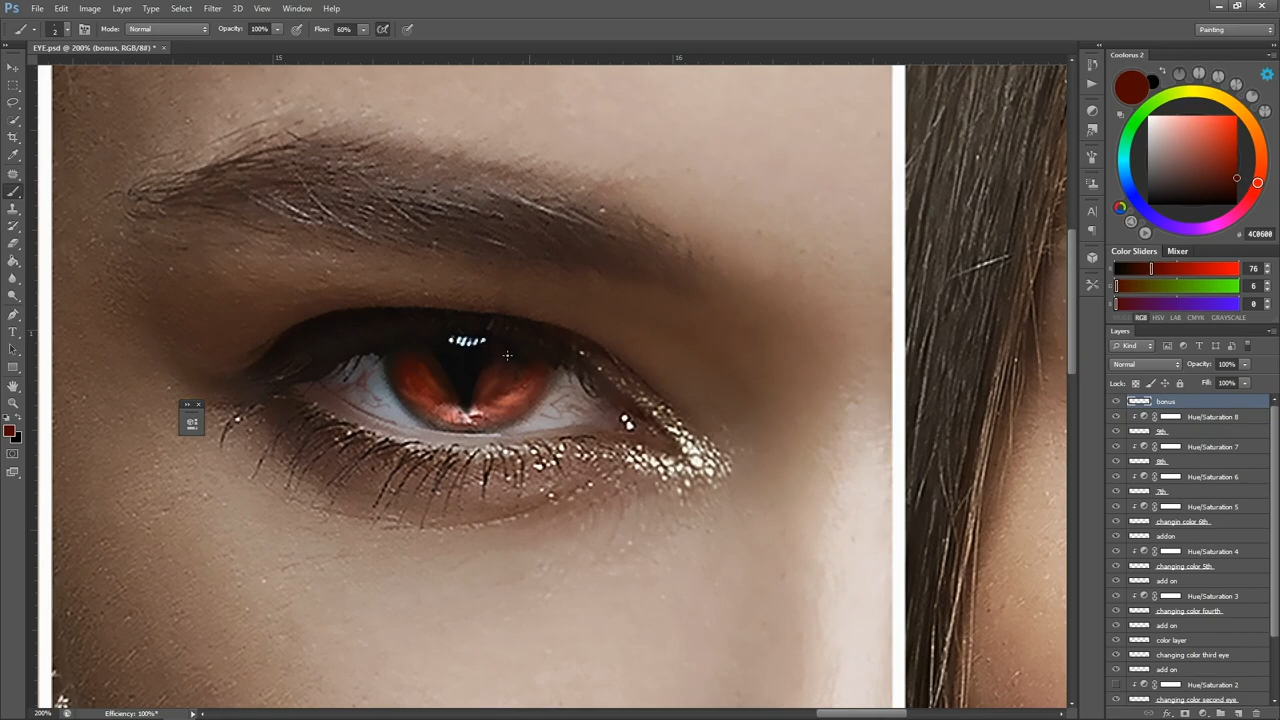 Ps File Edit Image Layer Type Select Filter 3D View Window Help
2 Mode: Normal Opacity: 100% Flow: 60% Painting
EYE.psd @ 200% (bonus, RGB/8#) * ×
15 16
1
Coolorus 2
# 4C0600
Color Sliders Mixer
76
6
0
RGB HSV LAB CMYK GRAYSCALE
Layers
Kind
Normal Opacity: 100%
Lock: Fill: 100%
bonus
Hue/Saturation 8
9th
Hue/Saturation 7
8th
Hue/Saturation 6
7th
Hue/Saturation 5
changin color 6th
addon
Hue/Saturation 4
changing color 5th
add on
Hue/Saturation 3
changing color fourth
add on
color layer
changing color third eye
add on
Hue/Saturation 2
changing color second eye
200% Efficiency: 100%*